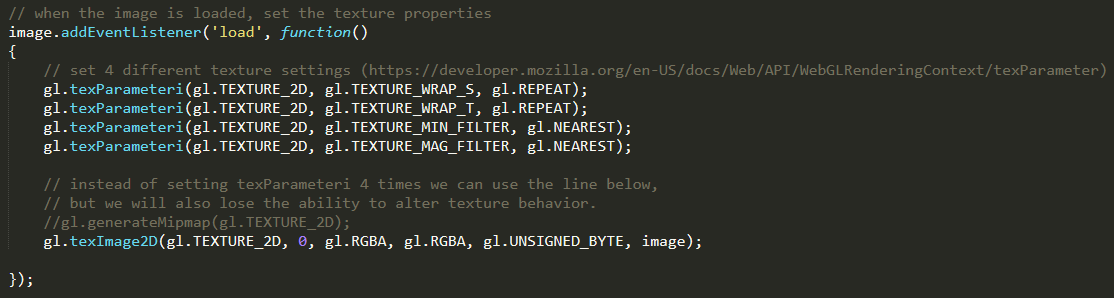 // when the image is loaded, set the texture properties
image.addEventListener('load', function()
{
    // set 4 different texture settings (https://developer.mozilla.org/en-US/docs/Web/API/WebGLRenderingContext/texParameter)
    gl.texParameteri(gl.TEXTURE_2D, gl.TEXTURE_WRAP_S, gl.REPEAT);
    gl.texParameteri(gl.TEXTURE_2D, gl.TEXTURE_WRAP_T, gl.REPEAT);
    gl.texParameteri(gl.TEXTURE_2D, gl.TEXTURE_MIN_FILTER, gl.NEAREST);
    gl.texParameteri(gl.TEXTURE_2D, gl.TEXTURE_MAG_FILTER, gl.NEAREST);

    // instead of setting texParameteri 4 times we can use the line below,
    // but we will also lose the ability to alter texture behavior.
    //gl.generateMipmap(gl.TEXTURE_2D);
    gl.texImage2D(gl.TEXTURE_2D, 0, gl.RGBA, gl.RGBA, gl.UNSIGNED_BYTE, image);

});